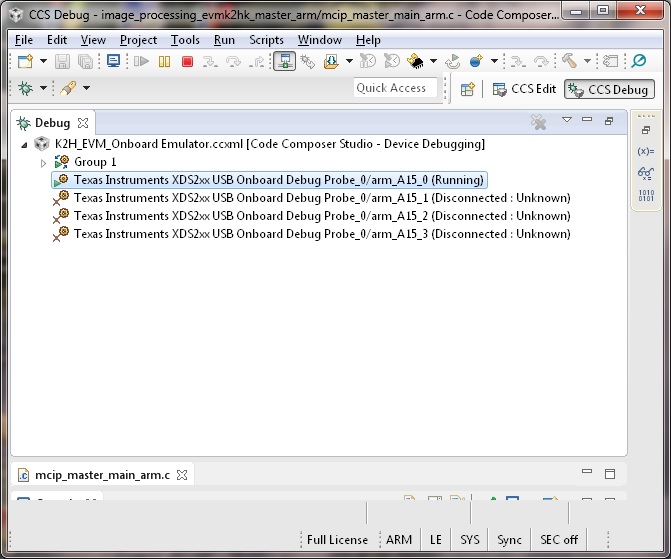 CCS Debug - image_processing_evmk2hk_master_arm/mcip_master_main_arm.c - Code Composer...
File Edit View Project Tools Run Scripts Window Help
Quick Access
CCS Edit
CCS Debug
Debug
K2H_EVM_Onboard Emulator.ccxml [Code Composer Studio - Device Debugging]
Group 1
Texas Instruments XDS2xx USB Onboard Debug Probe_0/arm_A15_0 (Running)
Texas Instruments XDS2xx USB Onboard Debug Probe_0/arm_A15_1 (Disconnected : Unknown)
Texas Instruments XDS2xx USB Onboard Debug Probe_0/arm_A15_2 (Disconnected : Unknown)
Texas Instruments XDS2xx USB Onboard Debug Probe_0/arm_A15_3 (Disconnected : Unknown)
(x)=
1010
0101
mcip_master_main_arm.c
Full License ARM LE SYS Sync SEC off